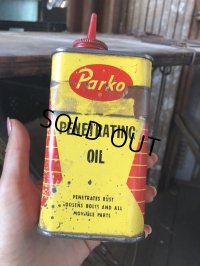 Parko
PENETRATING
SOLD OUT
OIL
PENETRATES RUST
LOOSENS BOLTS AND ALL
MOVABLE PARTS